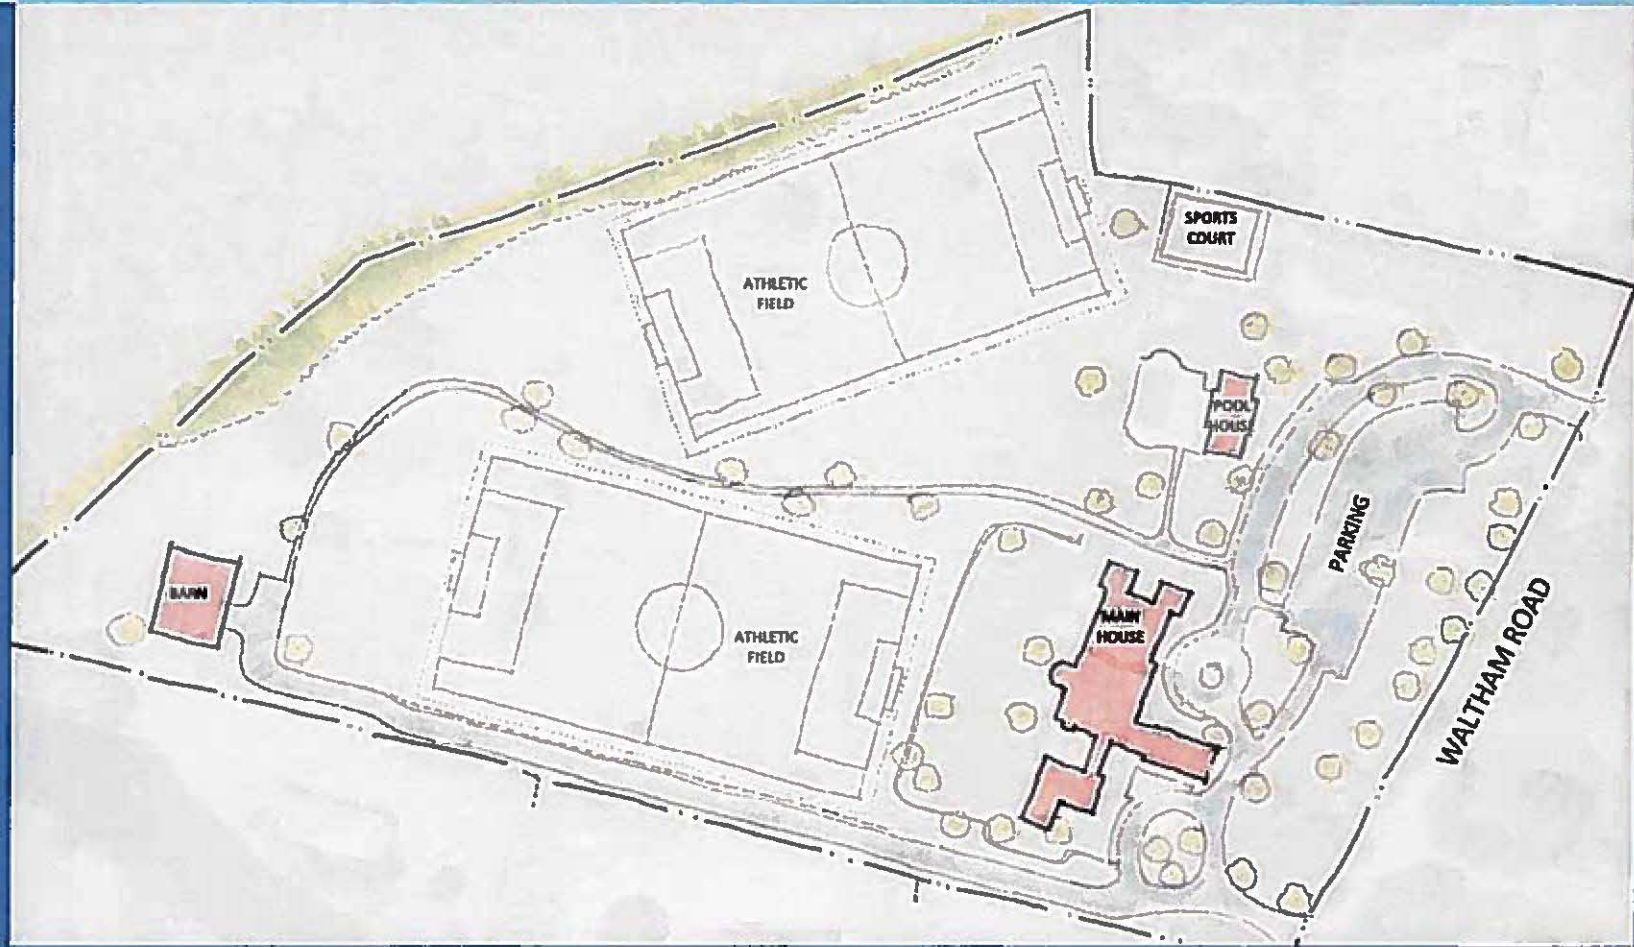 SPORTS
COURT
ATHLETIC
FIELD
POOL
HOUSE
PARKING
BARN
MAIN
HOUSE
ATHLETIC
FIELD
WALTHAM ROAD